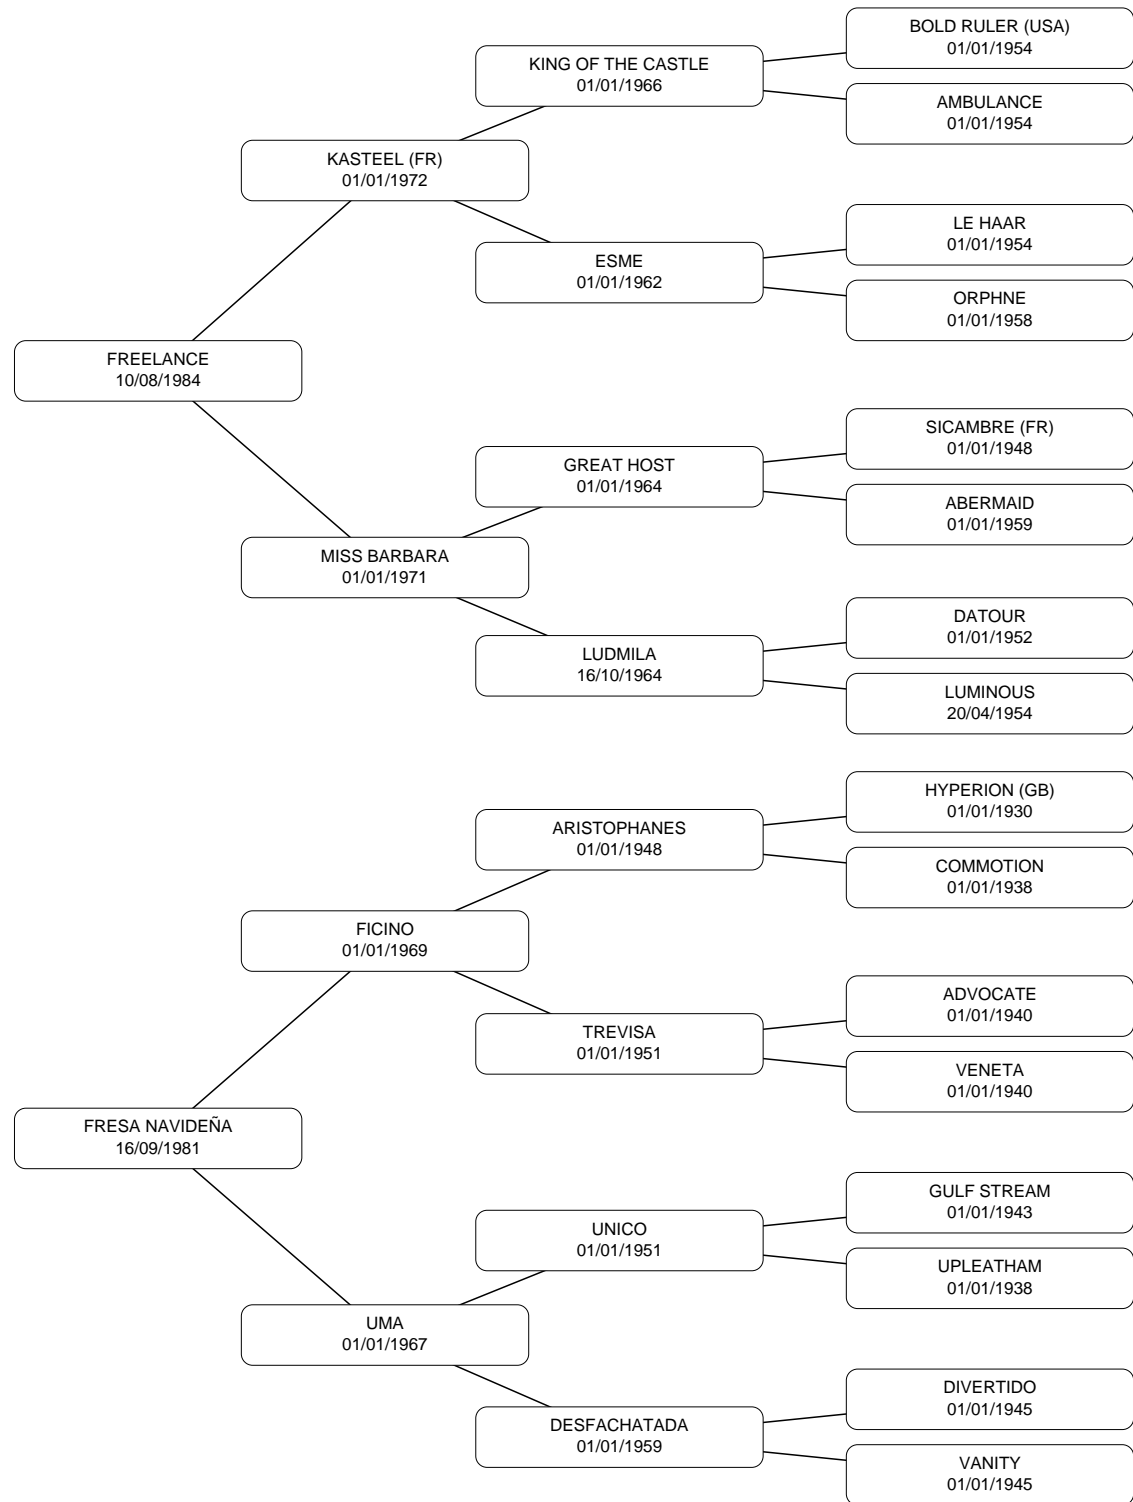 BOLD RULER (USA)
01/01/1954
KING OF THE CASTLE
01/01/1966
AMBULANCE
01/01/1954
KASTEEL (FR)
01/01/1972
LE HAAR
01/01/1954
ESME
01/01/1962
ORPHNE
01/01/1958
FREELANCE
10/08/1984
SICAMBRE (FR)
01/01/1948
GREAT HOST
01/01/1964
ABERMAID
01/01/1959
MISS BARBARA
01/01/1971
DATOUR
01/01/1952
LUDMILA
16/10/1964
LUMINOUS
20/04/1954
HYPERION (GB)
01/01/1930
ARISTOPHANES
01/01/1948
COMMOTION
01/01/1938
FICINO
01/01/1969
ADVOCATE
01/01/1940
TREVISA
01/01/1951
VENETA
01/01/1940
FRESA NAVIDEÑA
16/09/1981
GULF STREAM
01/01/1943
UNICO
01/01/1951
UPLEATHAM
01/01/1938
UMA
01/01/1967
DIVERTIDO
01/01/1945
DESFACHATADA
01/01/1959
VANITY
01/01/1945